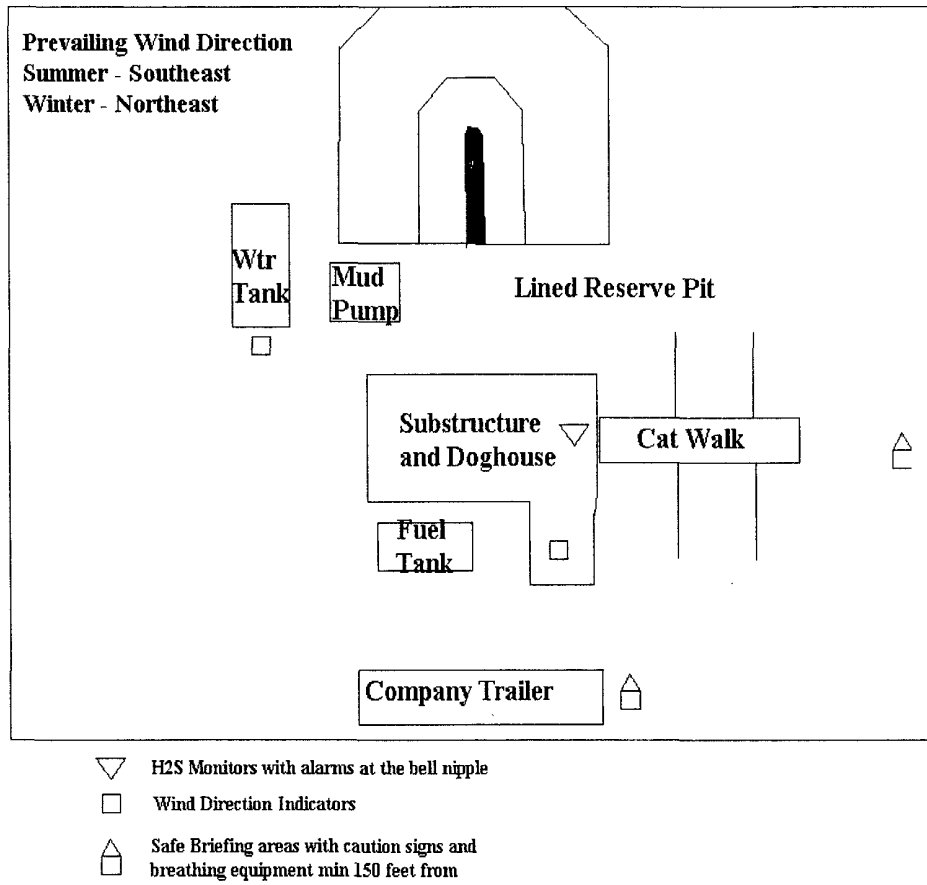 Prevailing Wind Direction
Summer - Southeast
Winter - Northeast
Wtr
Tank
Mud
Pump
Lined Reserve Pit
Substructure
and Doghouse
Cat Walk
Fuel
Tank
Company Trailer
H2S Monitors with alarms at the bell nipple
Wind Direction Indicators
Safe Briefing areas with caution signs and
breathing equipment min 150 feet from